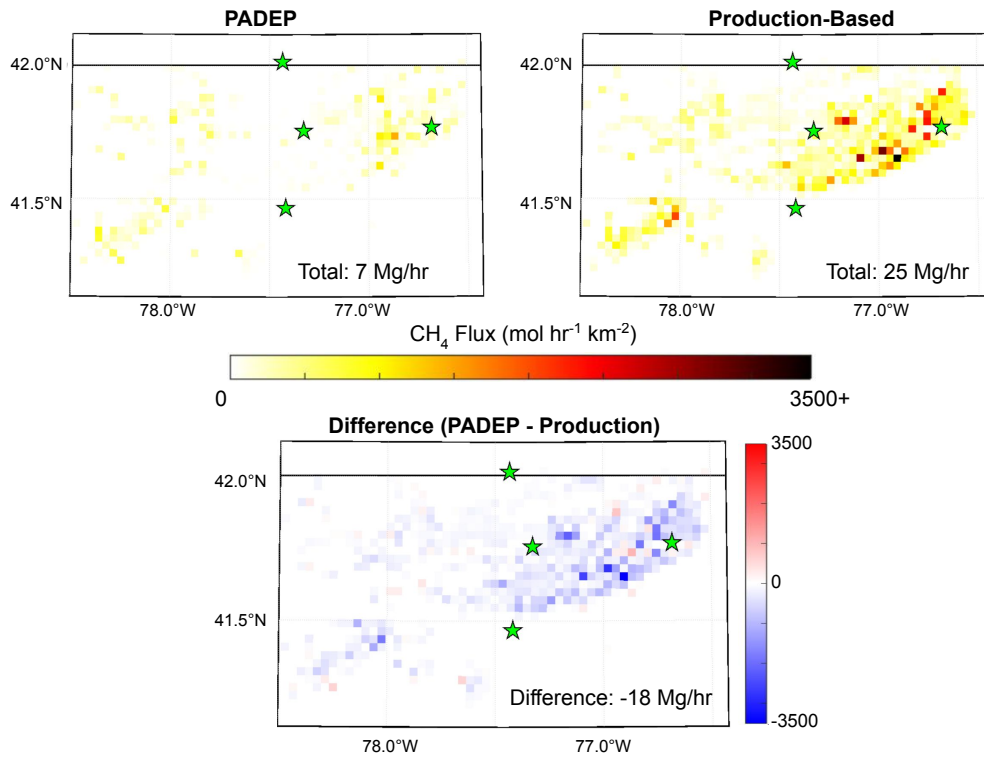 PADEP
Production-Based
42.0°N
41.5°N
Total: 7 Mg/hr
78.0°W
77.0°W
42.0°N
41.5°N
Total: 25 Mg/hr
78.0°W
77.0°W
CH₄ Flux (mol hr⁻¹ km⁻²)
0
3500+
Difference (PADEP - Production)
42.0°N
41.5°N
Difference: -18 Mg/hr
78.0°W
77.0°W
3500
0
-3500